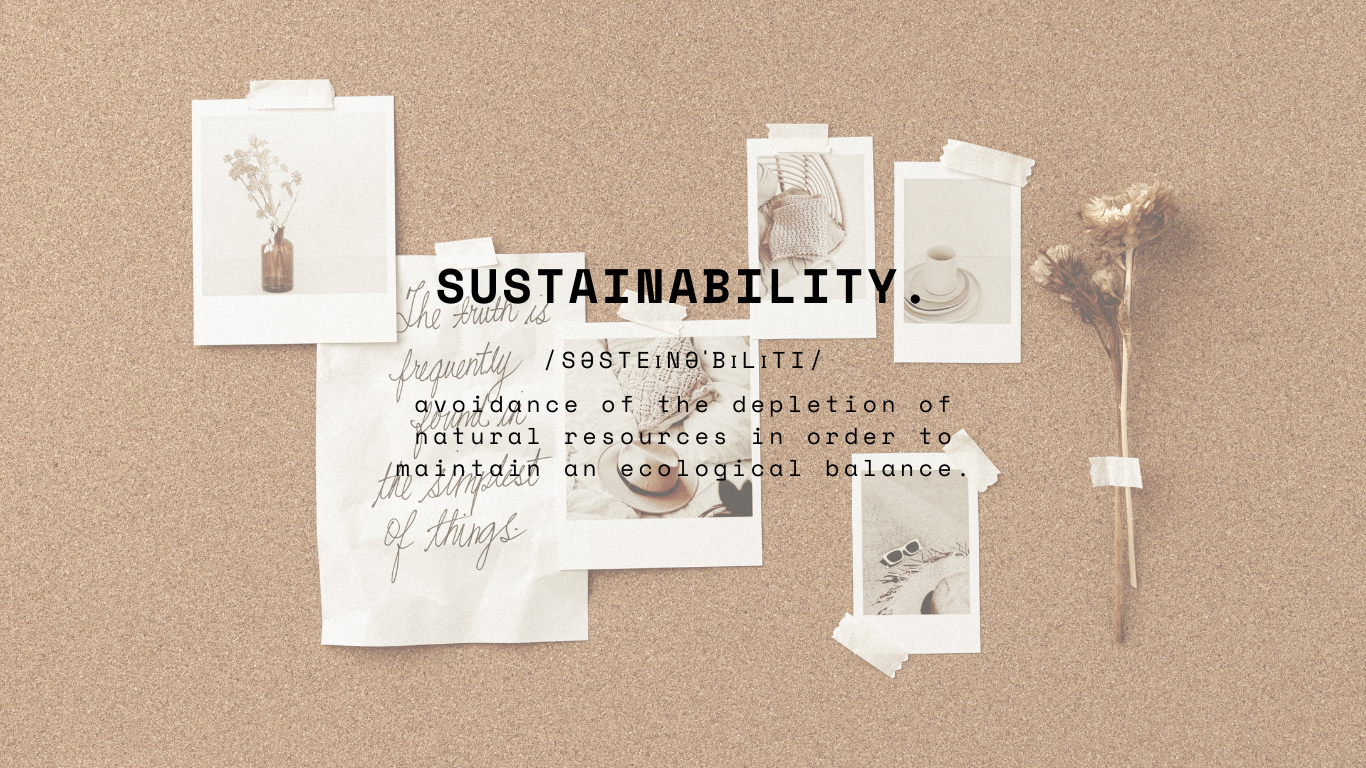 SUSTAINABILITY.
/SƏSTEɪNƏˈBɪLɪTI/
avoidance of the depletion of
natural resources in order to
maintain an ecological balance.
The truth is
frequently
found in
the simplest
of things.